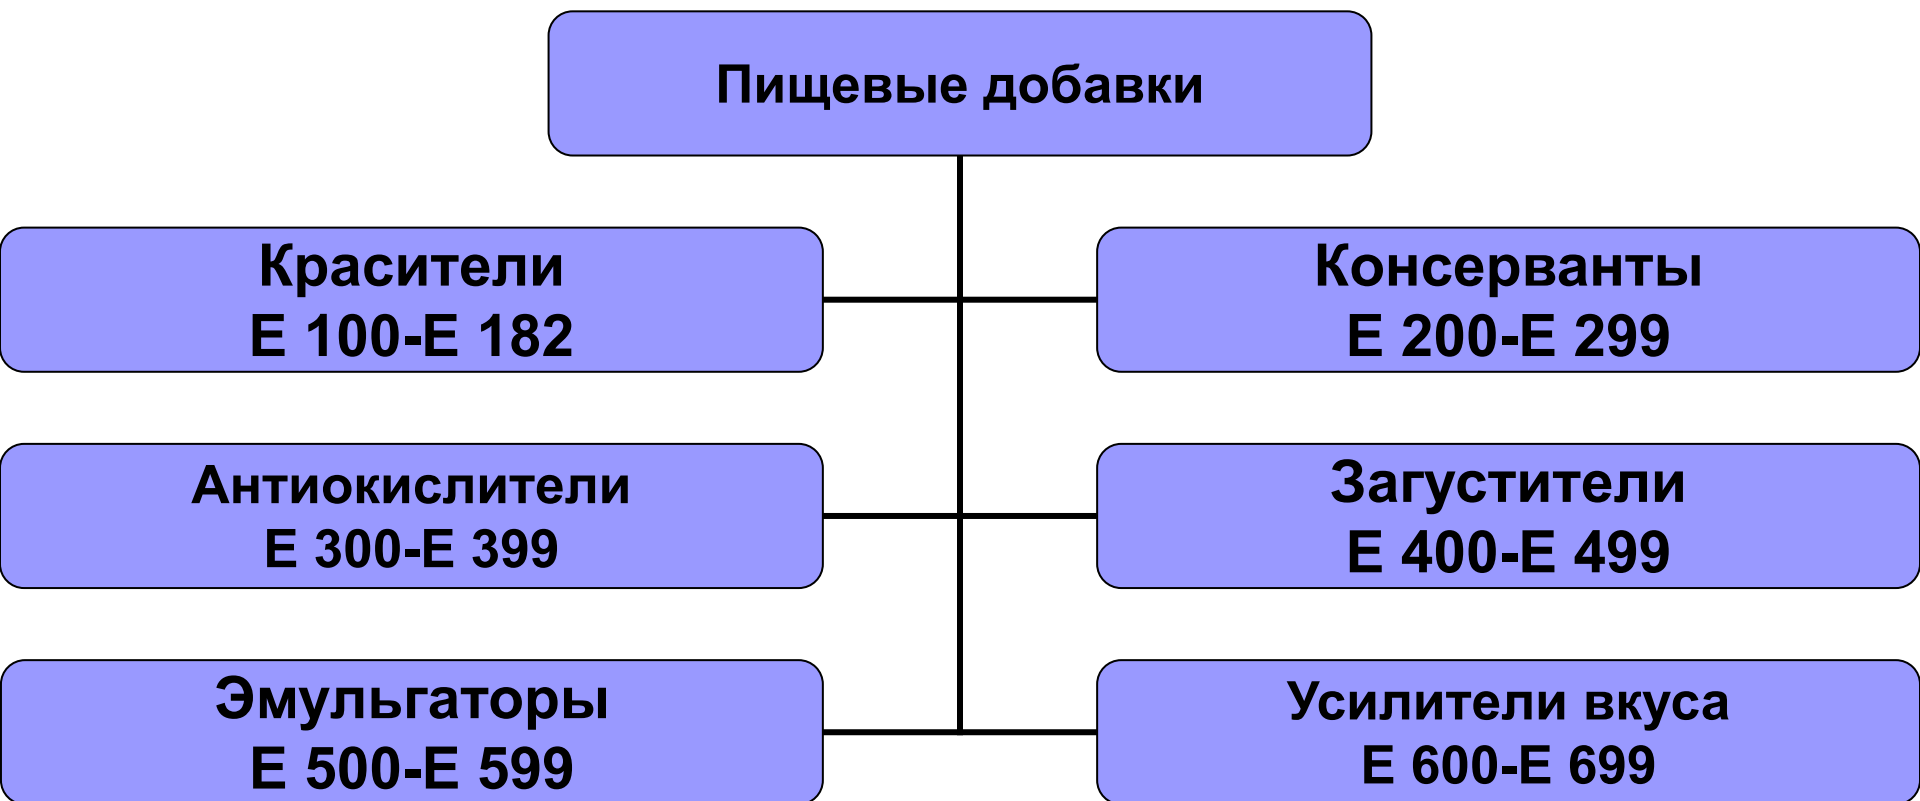 Пищевые добавки
Красители
Е 100-Е 182
Консерванты
Е 200-Е 299
Антиокислители
Е 300-Е 399
Загустители
Е 400-Е 499
Эмульгаторы
Е 500-Е 599
Усилители вкуса
Е 600-Е 699